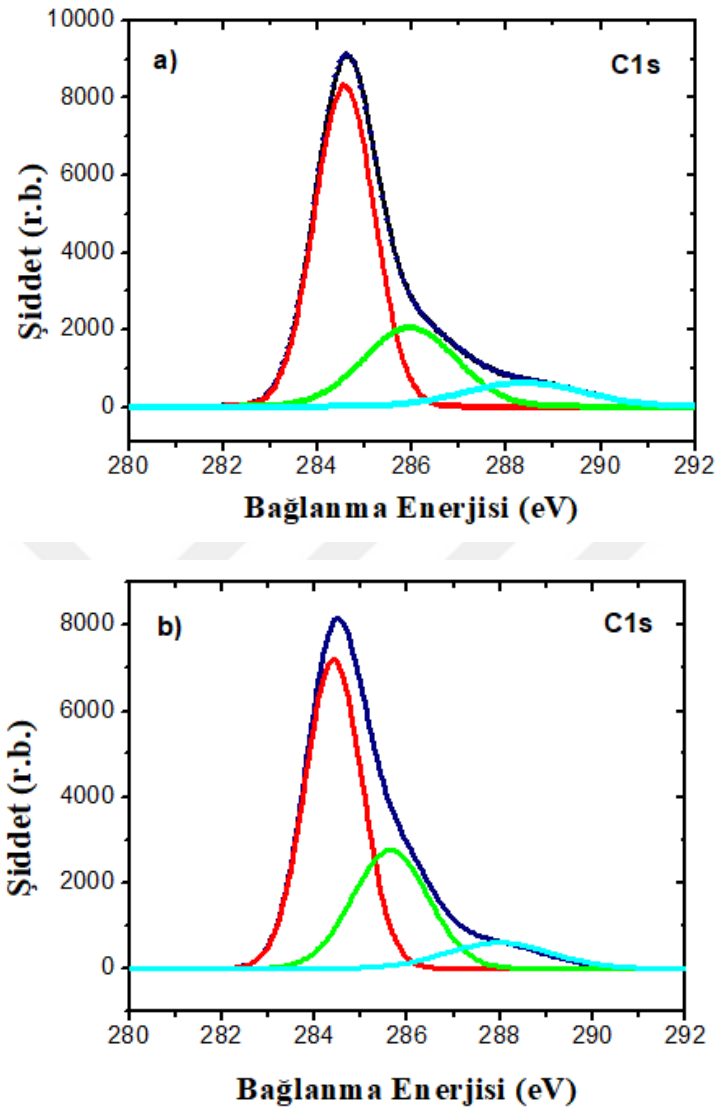 a)
C1s
10000
8000
6000
4000
2000
0
Şiddet (r.b.)
280 282 284 286 288 290 292
Bağlanma Enerjisi (eV)
b)
C1s
8000
6000
4000
2000
0
Şiddet (r.b.)
280 282 284 286 288 290 292
Bağlanma Enerjisi (eV)